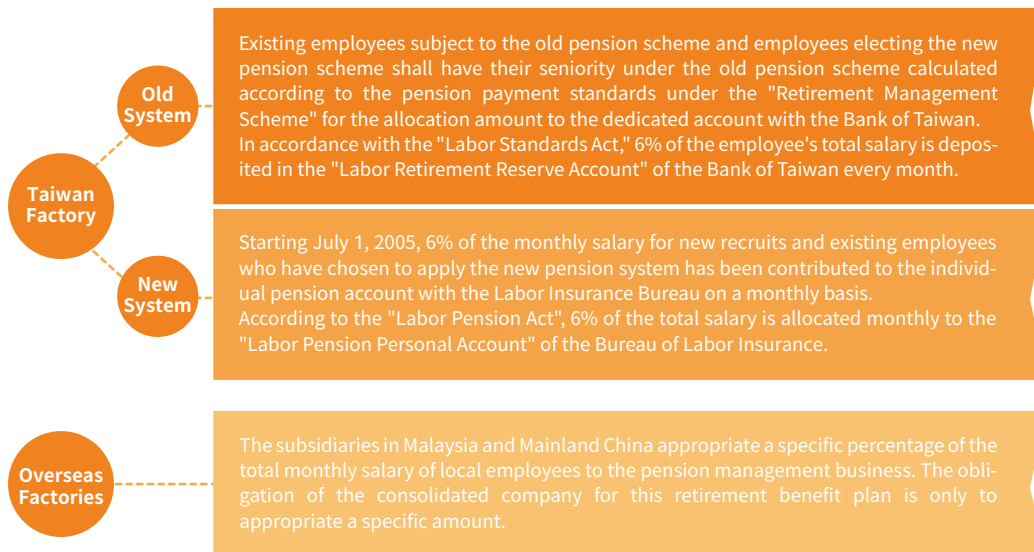 Taiwan
Factory
Old
System
Existing employees subject to the old pension scheme and employees electing the new
pension scheme shall have their seniority under the old pension scheme calculated
according to the pension payment standards under the "Retirement Management
Scheme" for the allocation amount to the dedicated account with the Bank of Taiwan.
In accordance with the "Labor Standards Act," 6% of the employee's total salary is depos-
ited in the "Labor Retirement Reserve Account" of the Bank of Taiwan every month.
New
System
Starting July 1, 2005, 6% of the monthly salary for new recruits and existing employees
who have chosen to apply the new pension system has been contributed to the individ-
ual pension account with the Labor Insurance Bureau on a monthly basis.
According to the "Labor Pension Act", 6% of the total salary is allocated monthly to the
"Labor Pension Personal Account" of the Bureau of Labor Insurance.
Overseas
Factories
The subsidiaries in Malaysia and Mainland China appropriate a specific percentage of the
total monthly salary of local employees to the pension management business. The obli-
gation of the consolidated company for this retirement benefit plan is only to
appropriate a specific amount.